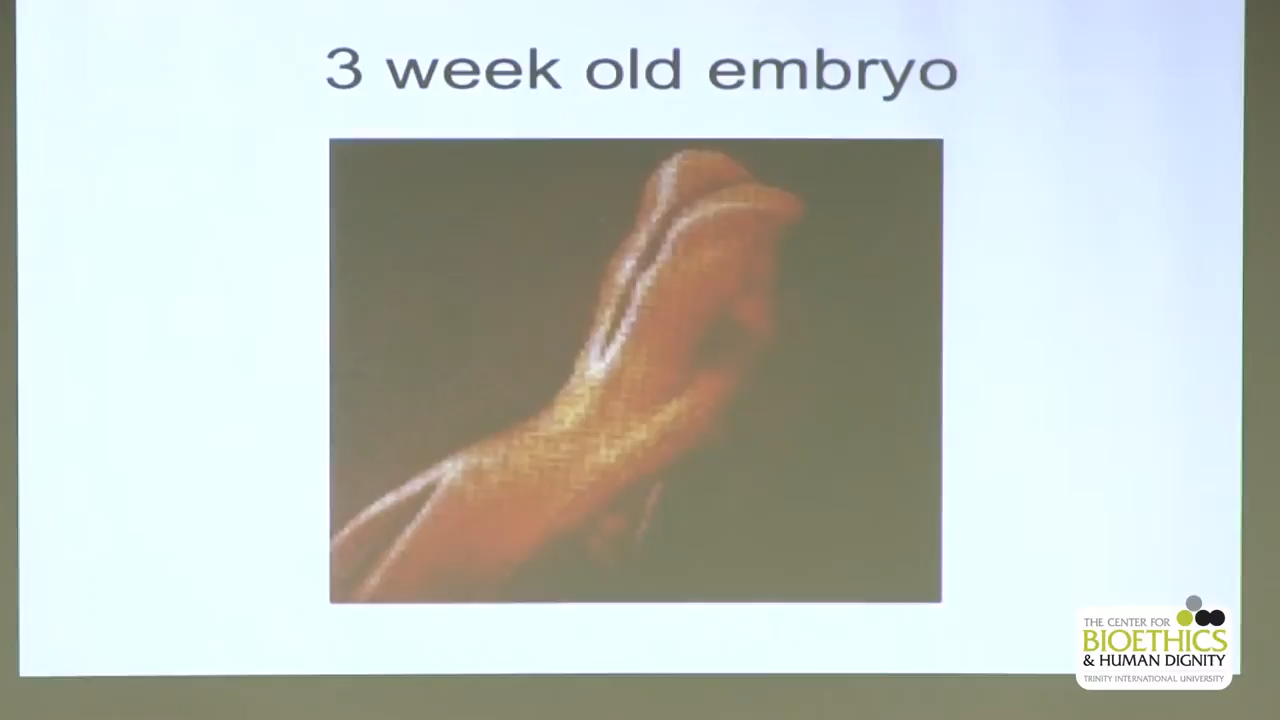 3 week old embryo
THE CENTER FOR
BIOETHICS
& HUMAN DIGNITY
TRINITY INTERNATIONAL UNIVERSITY